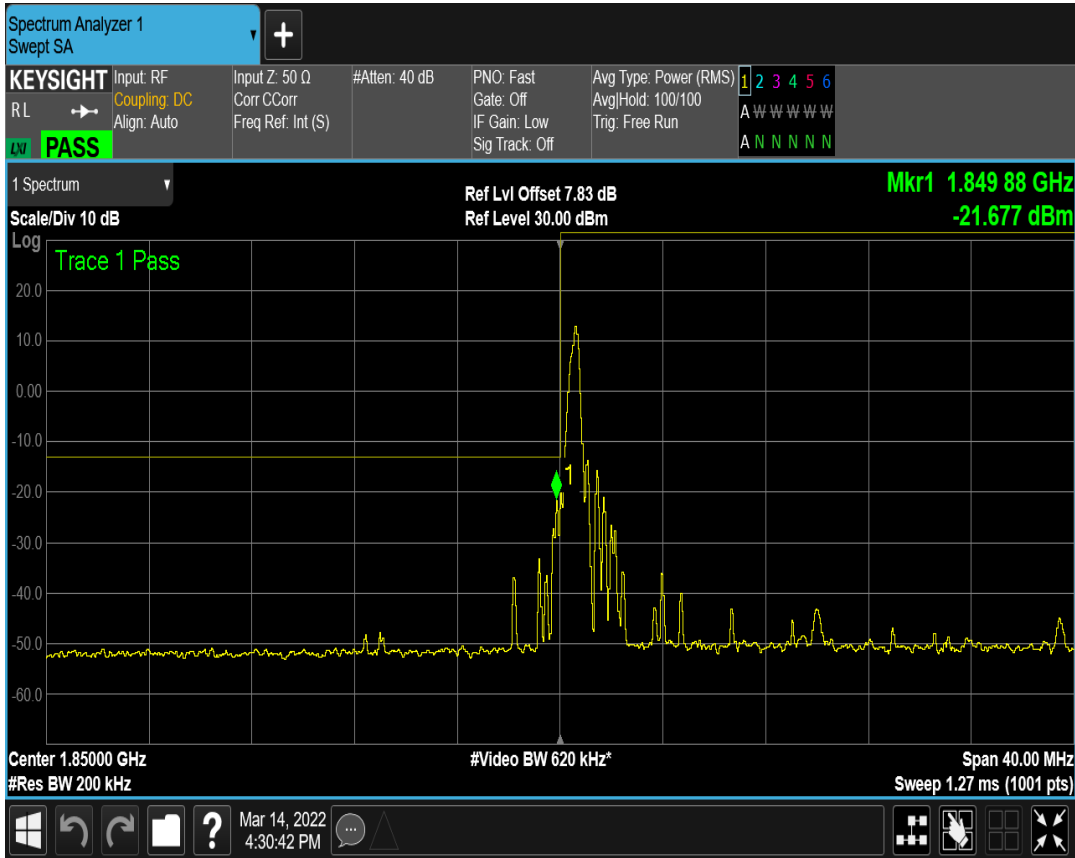 Spectrum Analyzer 1
Swept SA
+
KEYSIGHT
R L
LXI PASS
Input: RF
Coupling: DC
Align: Auto
Input Z: 50 Ω
Corr CCorr
Freq Ref: Int (S)
#Atten: 40 dB
PNO: Fast
Gate: Off
IF Gain: Low
Sig Track: Off
Avg Type: Power (RMS)
Avg|Hold: 100/100
Trig: Free Run
1 2 3 4 5 6
A W W W W W
A N N N N N
1 Spectrum
Scale/Div 10 dB
Ref Lvl Offset 7.83 dB
Ref Level 30.00 dBm
Mkr1 1.849 88 GHz
-21.677 dBm
Log
Trace 1 Pass
20.0
10.0
0.00
-10.0
1
-20.0
-30.0
-40.0
-50.0
-60.0
Center 1.85000 GHz
#Res BW 200 kHz
#Video BW 620 kHz*
Span 40.00 MHz
Sweep 1.27 ms (1001 pts)
?
Mar 14, 2022
4:30:42 PM